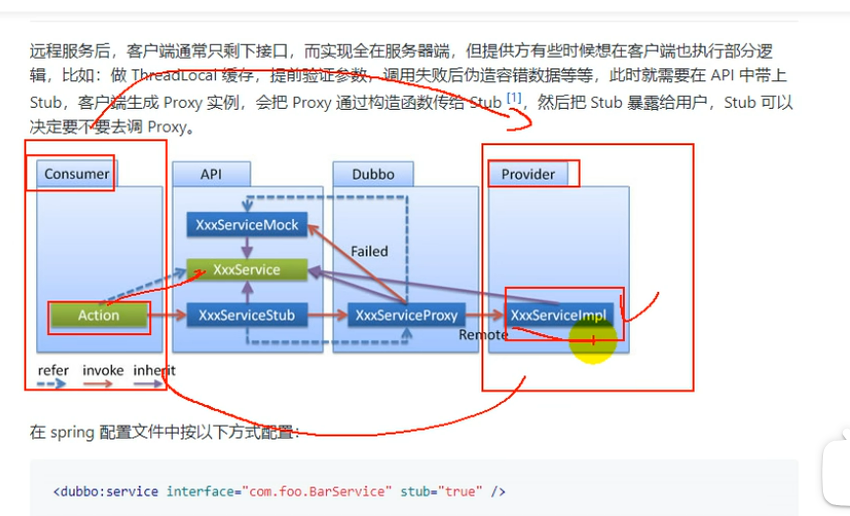 远程服务后，客户端通常只剩下接口，而实现全在服务器端，但提供方有些时候想在客户端也执行部分逻
辑，比如：做 ThreadLocal 缓存，提前验证参数，调用失败后伪造容错数据等等，此时就需要在 API 中带上
Stub，客户端生成 Proxy 实例，会把 Proxy 通过构造函数传给 Stub [1]，然后把 Stub 暴露给用户，Stub 可以
决定要不要去调 Proxy。
Consumer
API
Dubbo
Provider
XxxServiceMock
Failed
XxxService
Action
XxxServiceStub
XxxServiceProxy
XxxServiceImpl
Remote
refer invoke inherit
在 spring 配置文件中按以下方式配置：
<dubbo:service interface="com.foo.BarService" stub="true" />